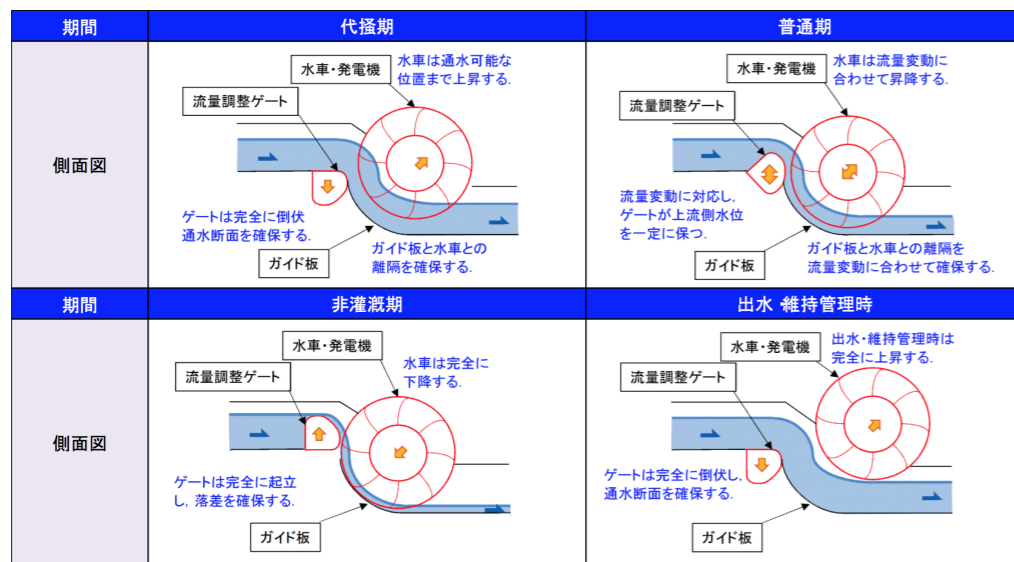 期間
代掻期
普通期
側面図
水車・発電機
水車は通水可能な
位置まで上昇する.
流量調整ゲート
ゲートは完全に倒伏
通水断面を確保する.
ガイド板と水車との
離隔を確保する.
ガイド板
水車・発電機
水車は流量変動に
合わせて昇降する.
流量調整ゲート
流量変動に対応し,
ゲートが上流側水位
を一定に保つ.
ガイド板と水車との離隔を
流量変動に合わせて確保する.
ガイド板
期間
非灌漑期
出水・維持管理時
側面図
水車・発電機
水車は完全に
下降する.
流量調整ゲート
ゲートは完全に起立
し, 落差を確保する.
ガイド板
水車・発電機
出水・維持管理時は
完全に上昇する.
流量調整ゲート
ゲートは完全に倒伏し,
通水断面を確保する.
ガイド板